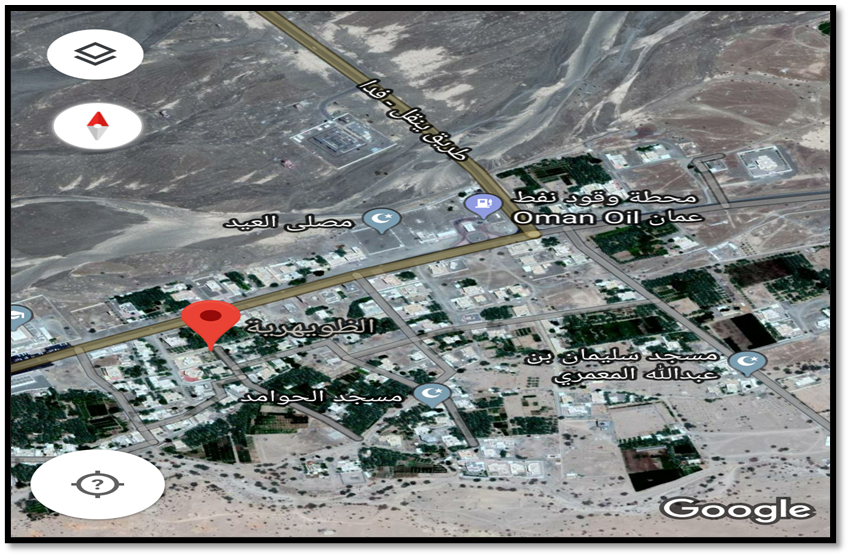 طريق ينقل - فدا
محطة وقود نفط
عمان Oman Oil
مصلى العيد
الظويهرية
مسجد سليمان بن
عبدالله المعمري
مسجد الحوامد
?
Google